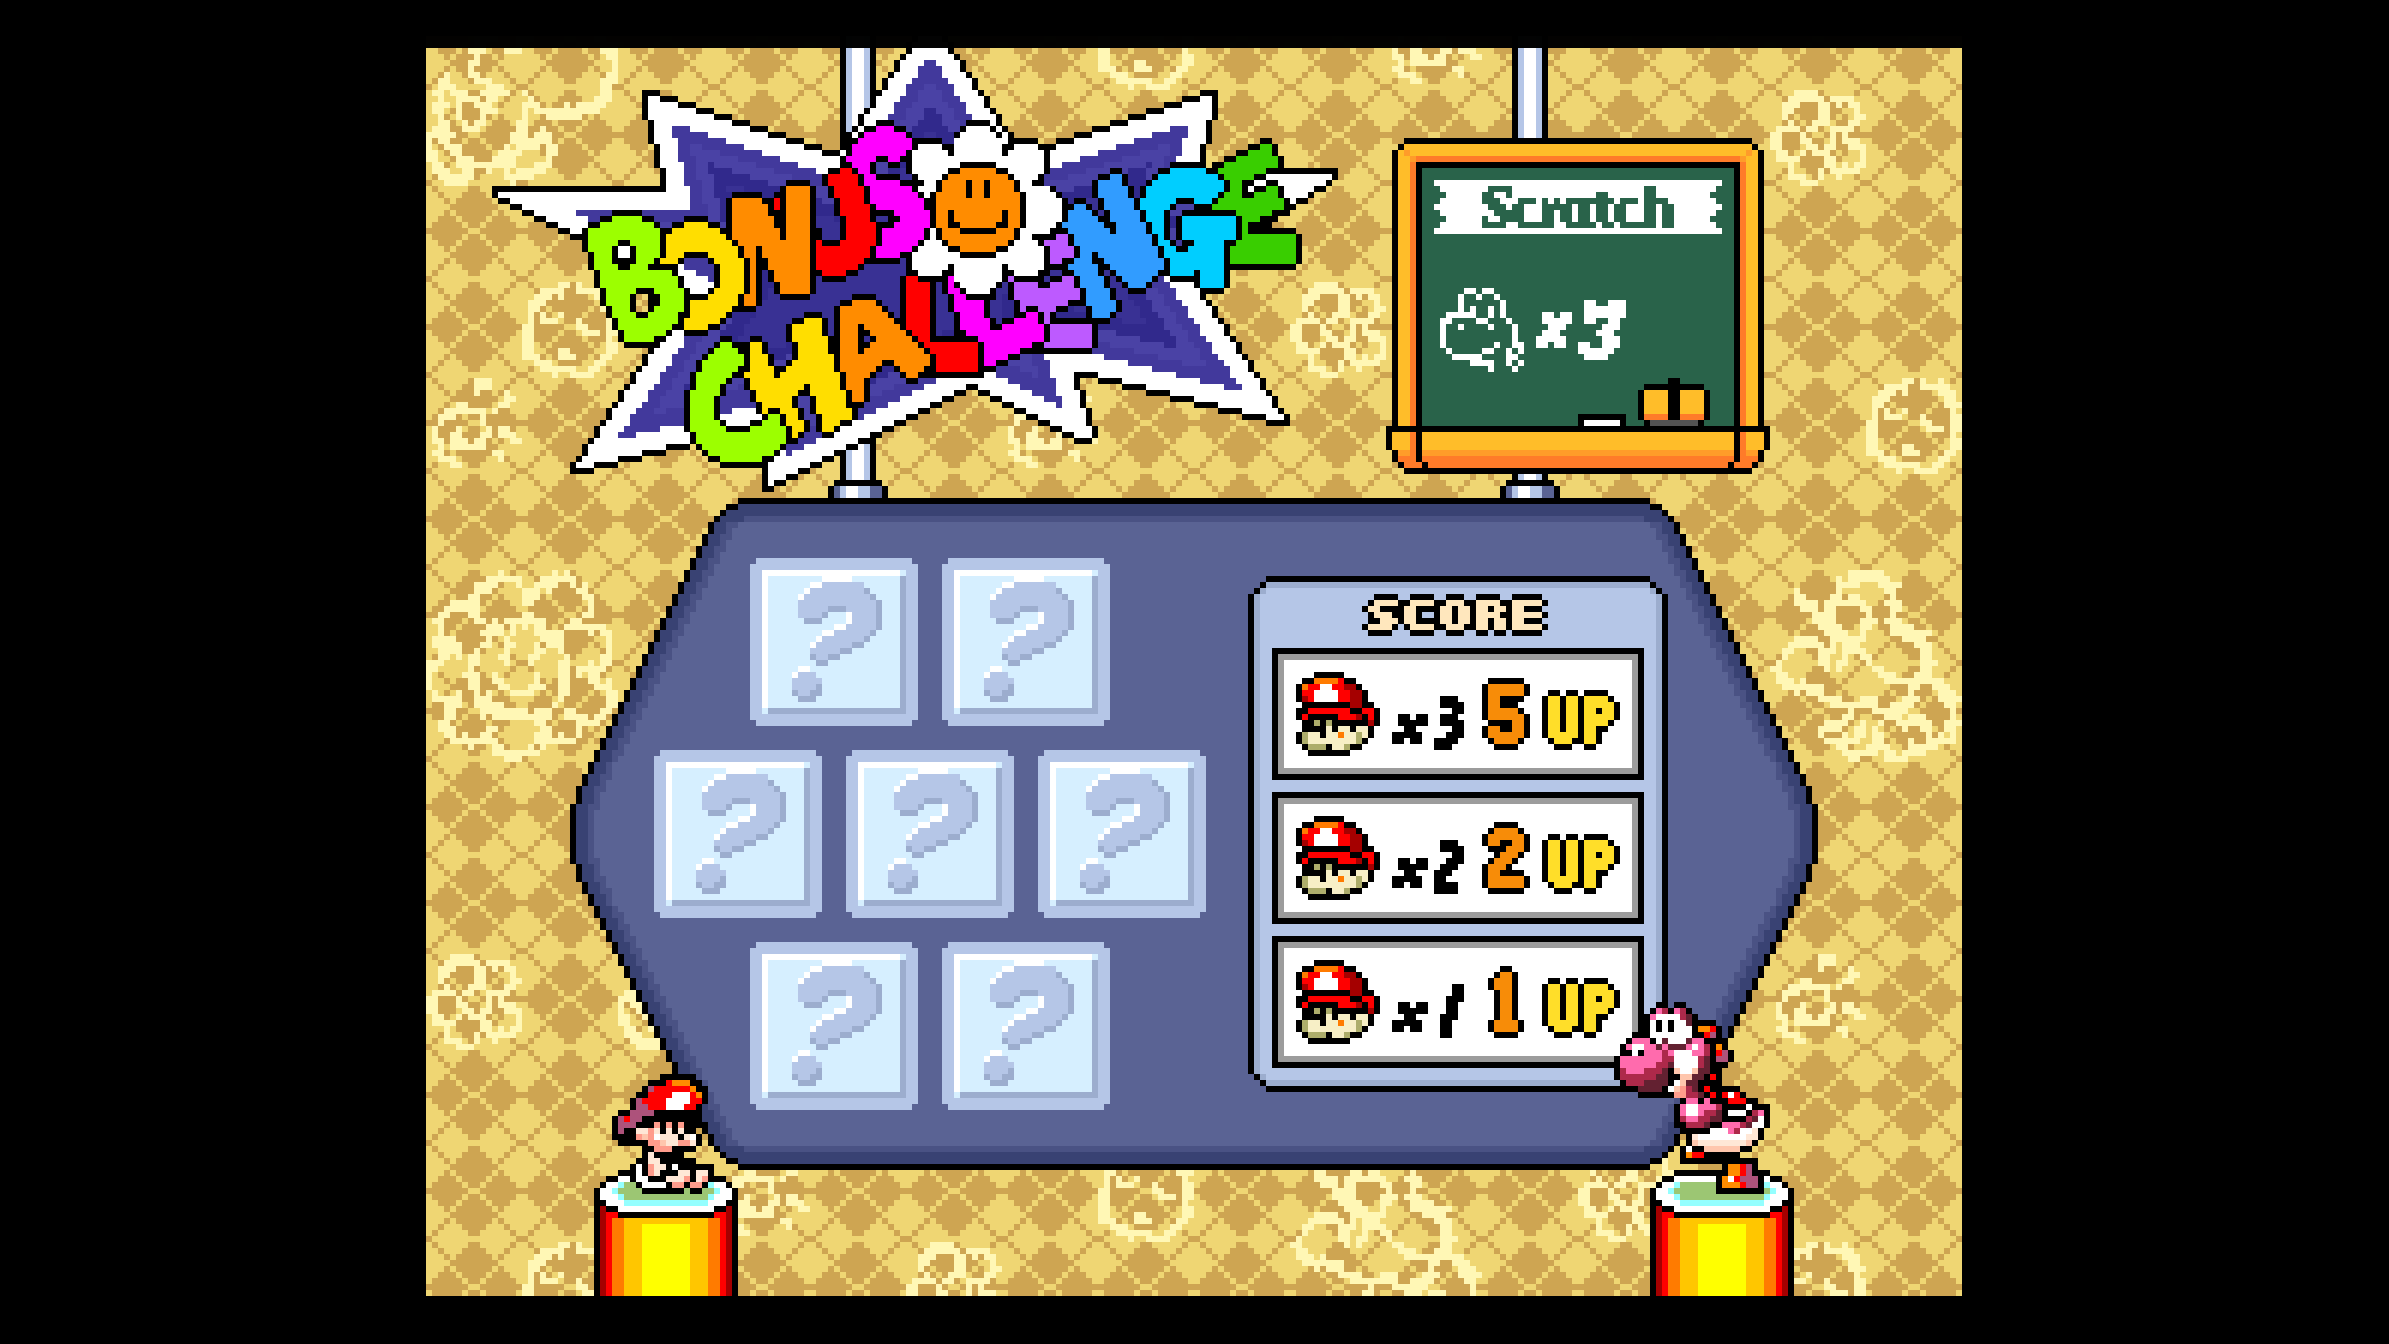 BONUS
CHALLENGE
Scratch
x3
? ?
? ? ?
? ?
SCORE
x3 5 UP
x2 2 UP
x1 1 UP